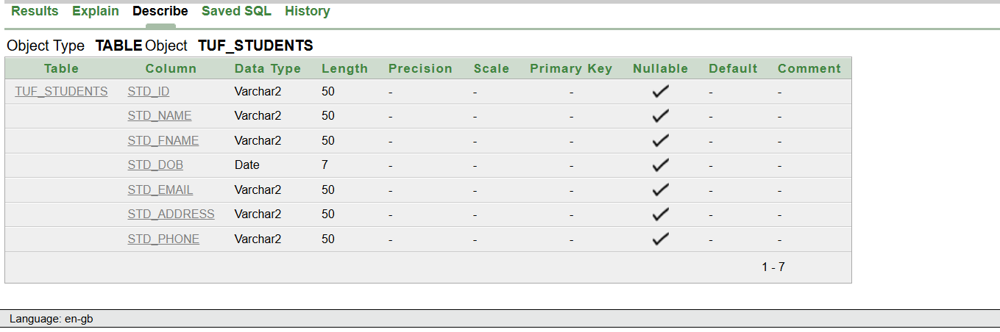 Results Explain Describe Saved SQL History
Object Type TABLE Object TUF_STUDENTS
Table Column Data Type Length Precision Scale Primary Key Nullable Default Comment
TUF_STUDENTS STD_ID Varchar2 50 - - - ✓ - -
STD_NAME Varchar2 50 - - - ✓ - -
STD_FNAME Varchar2 50 - - - ✓ - -
STD_DOB Date 7 - - - ✓ - -
STD_EMAIL Varchar2 50 - - - ✓ - -
STD_ADDRESS Varchar2 50 - - - ✓ - -
STD_PHONE Varchar2 50 - - - ✓ - -
1 - 7
Language: en-gb